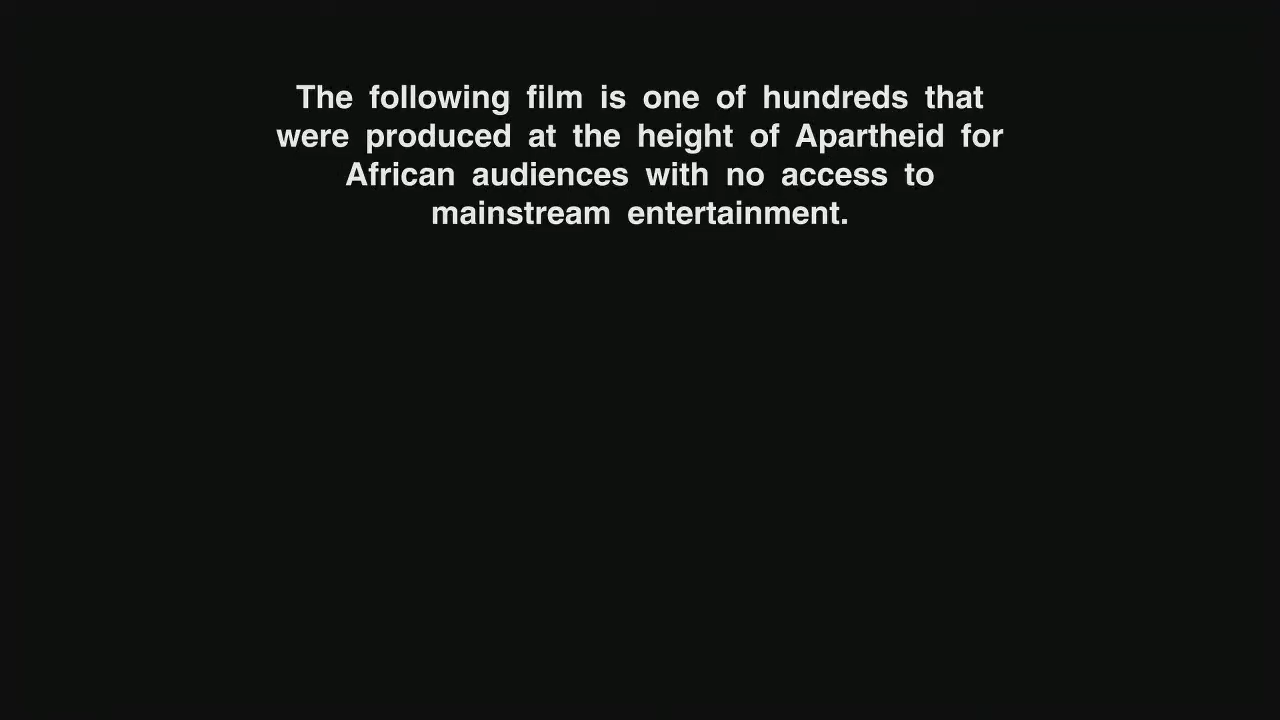 The following film is one of hundreds that
were produced at the height of Apartheid for
African audiences with no access to
mainstream entertainment.